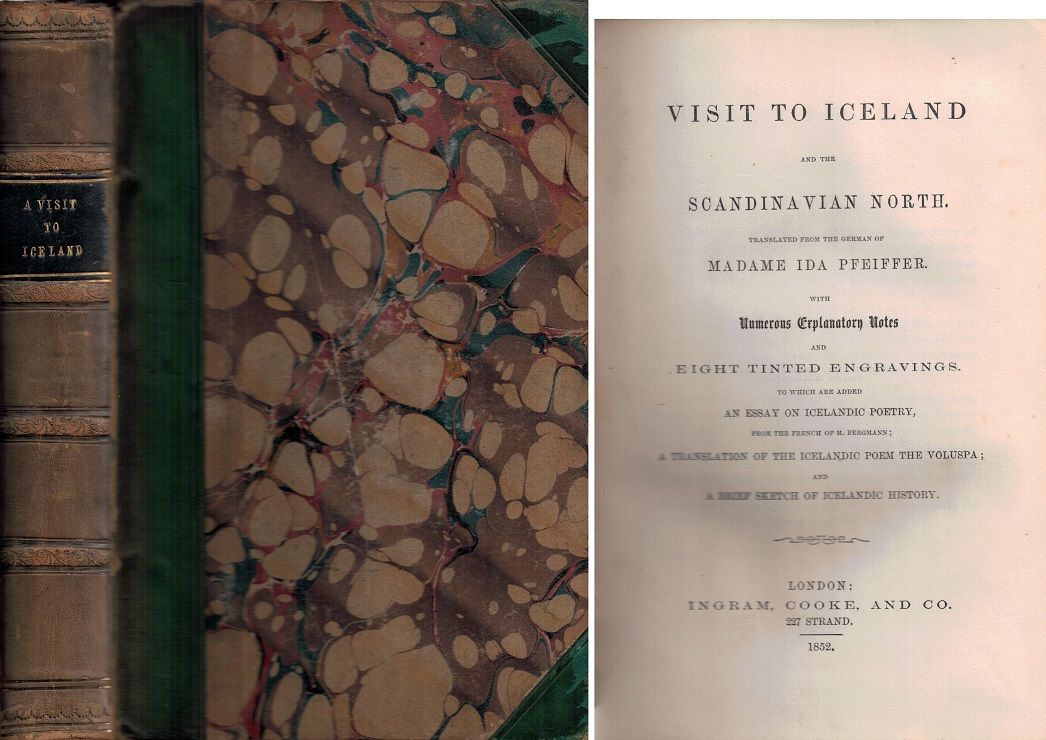 A VISIT
TO
ICELAND
VISIT TO ICELAND
AND THE
SCANDINAVIAN NORTH.
TRANSLATED FROM THE GERMAN OF
MADAME IDA PFEIFFER.
WITH
Numerous Explanatory Notes
AND
EIGHT TINTED ENGRAVINGS.
TO WHICH ARE ADDED
AN ESSAY ON ICELANDIC POETRY,
FROM THE FRENCH OF M. BERGMANN;
A TRANSLATION OF THE ICELANDIC POEM THE VOLUSPA;
AND
A BRIEF SKETCH OF ICELANDIC HISTORY.
LONDON:
INGRAM, COOKE, AND CO.
227 STRAND.
1852.